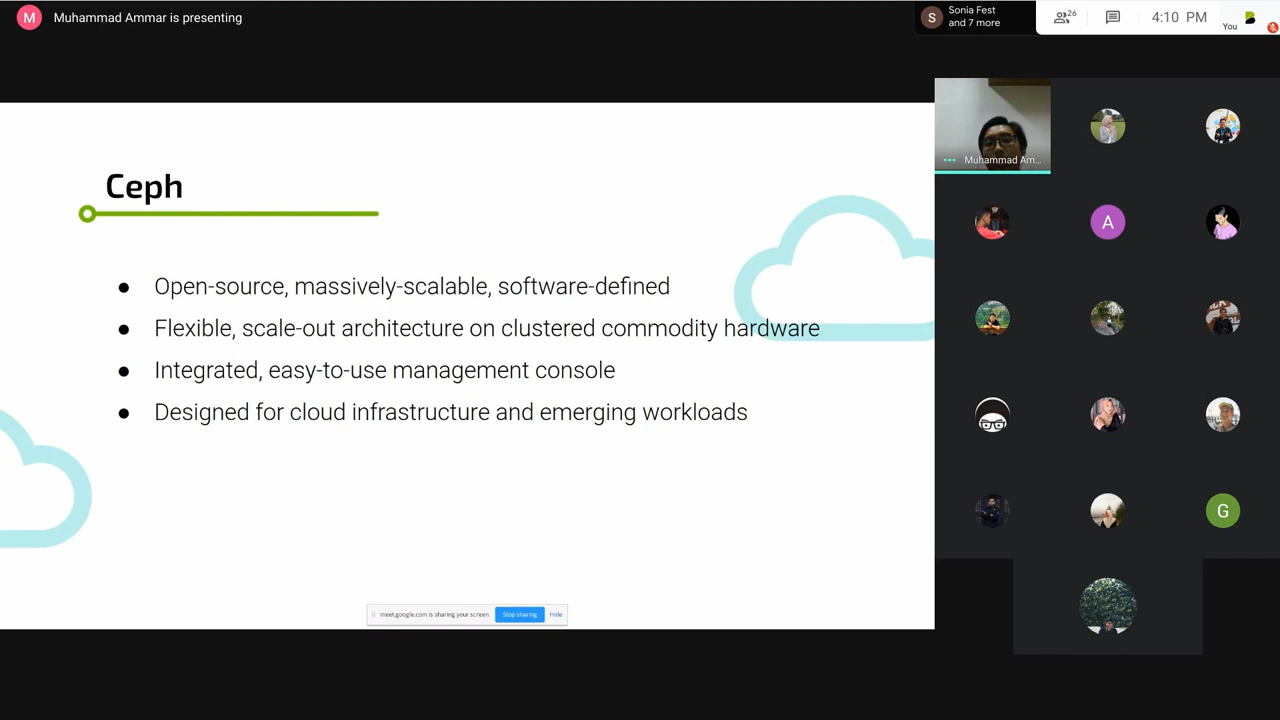 M
Muhammad Ammar is presenting
S
Sonia Fest
and 7 more
26
4:10 PM
You
Ceph
● Open-source, massively-scalable, software-defined
● Flexible, scale-out architecture on clustered commodity hardware
● Integrated, easy-to-use management console
● Designed for cloud infrastructure and emerging workloads
meet.google.com is sharing your screen.
Stop sharing
Hide
Muhammad Am...
A
G